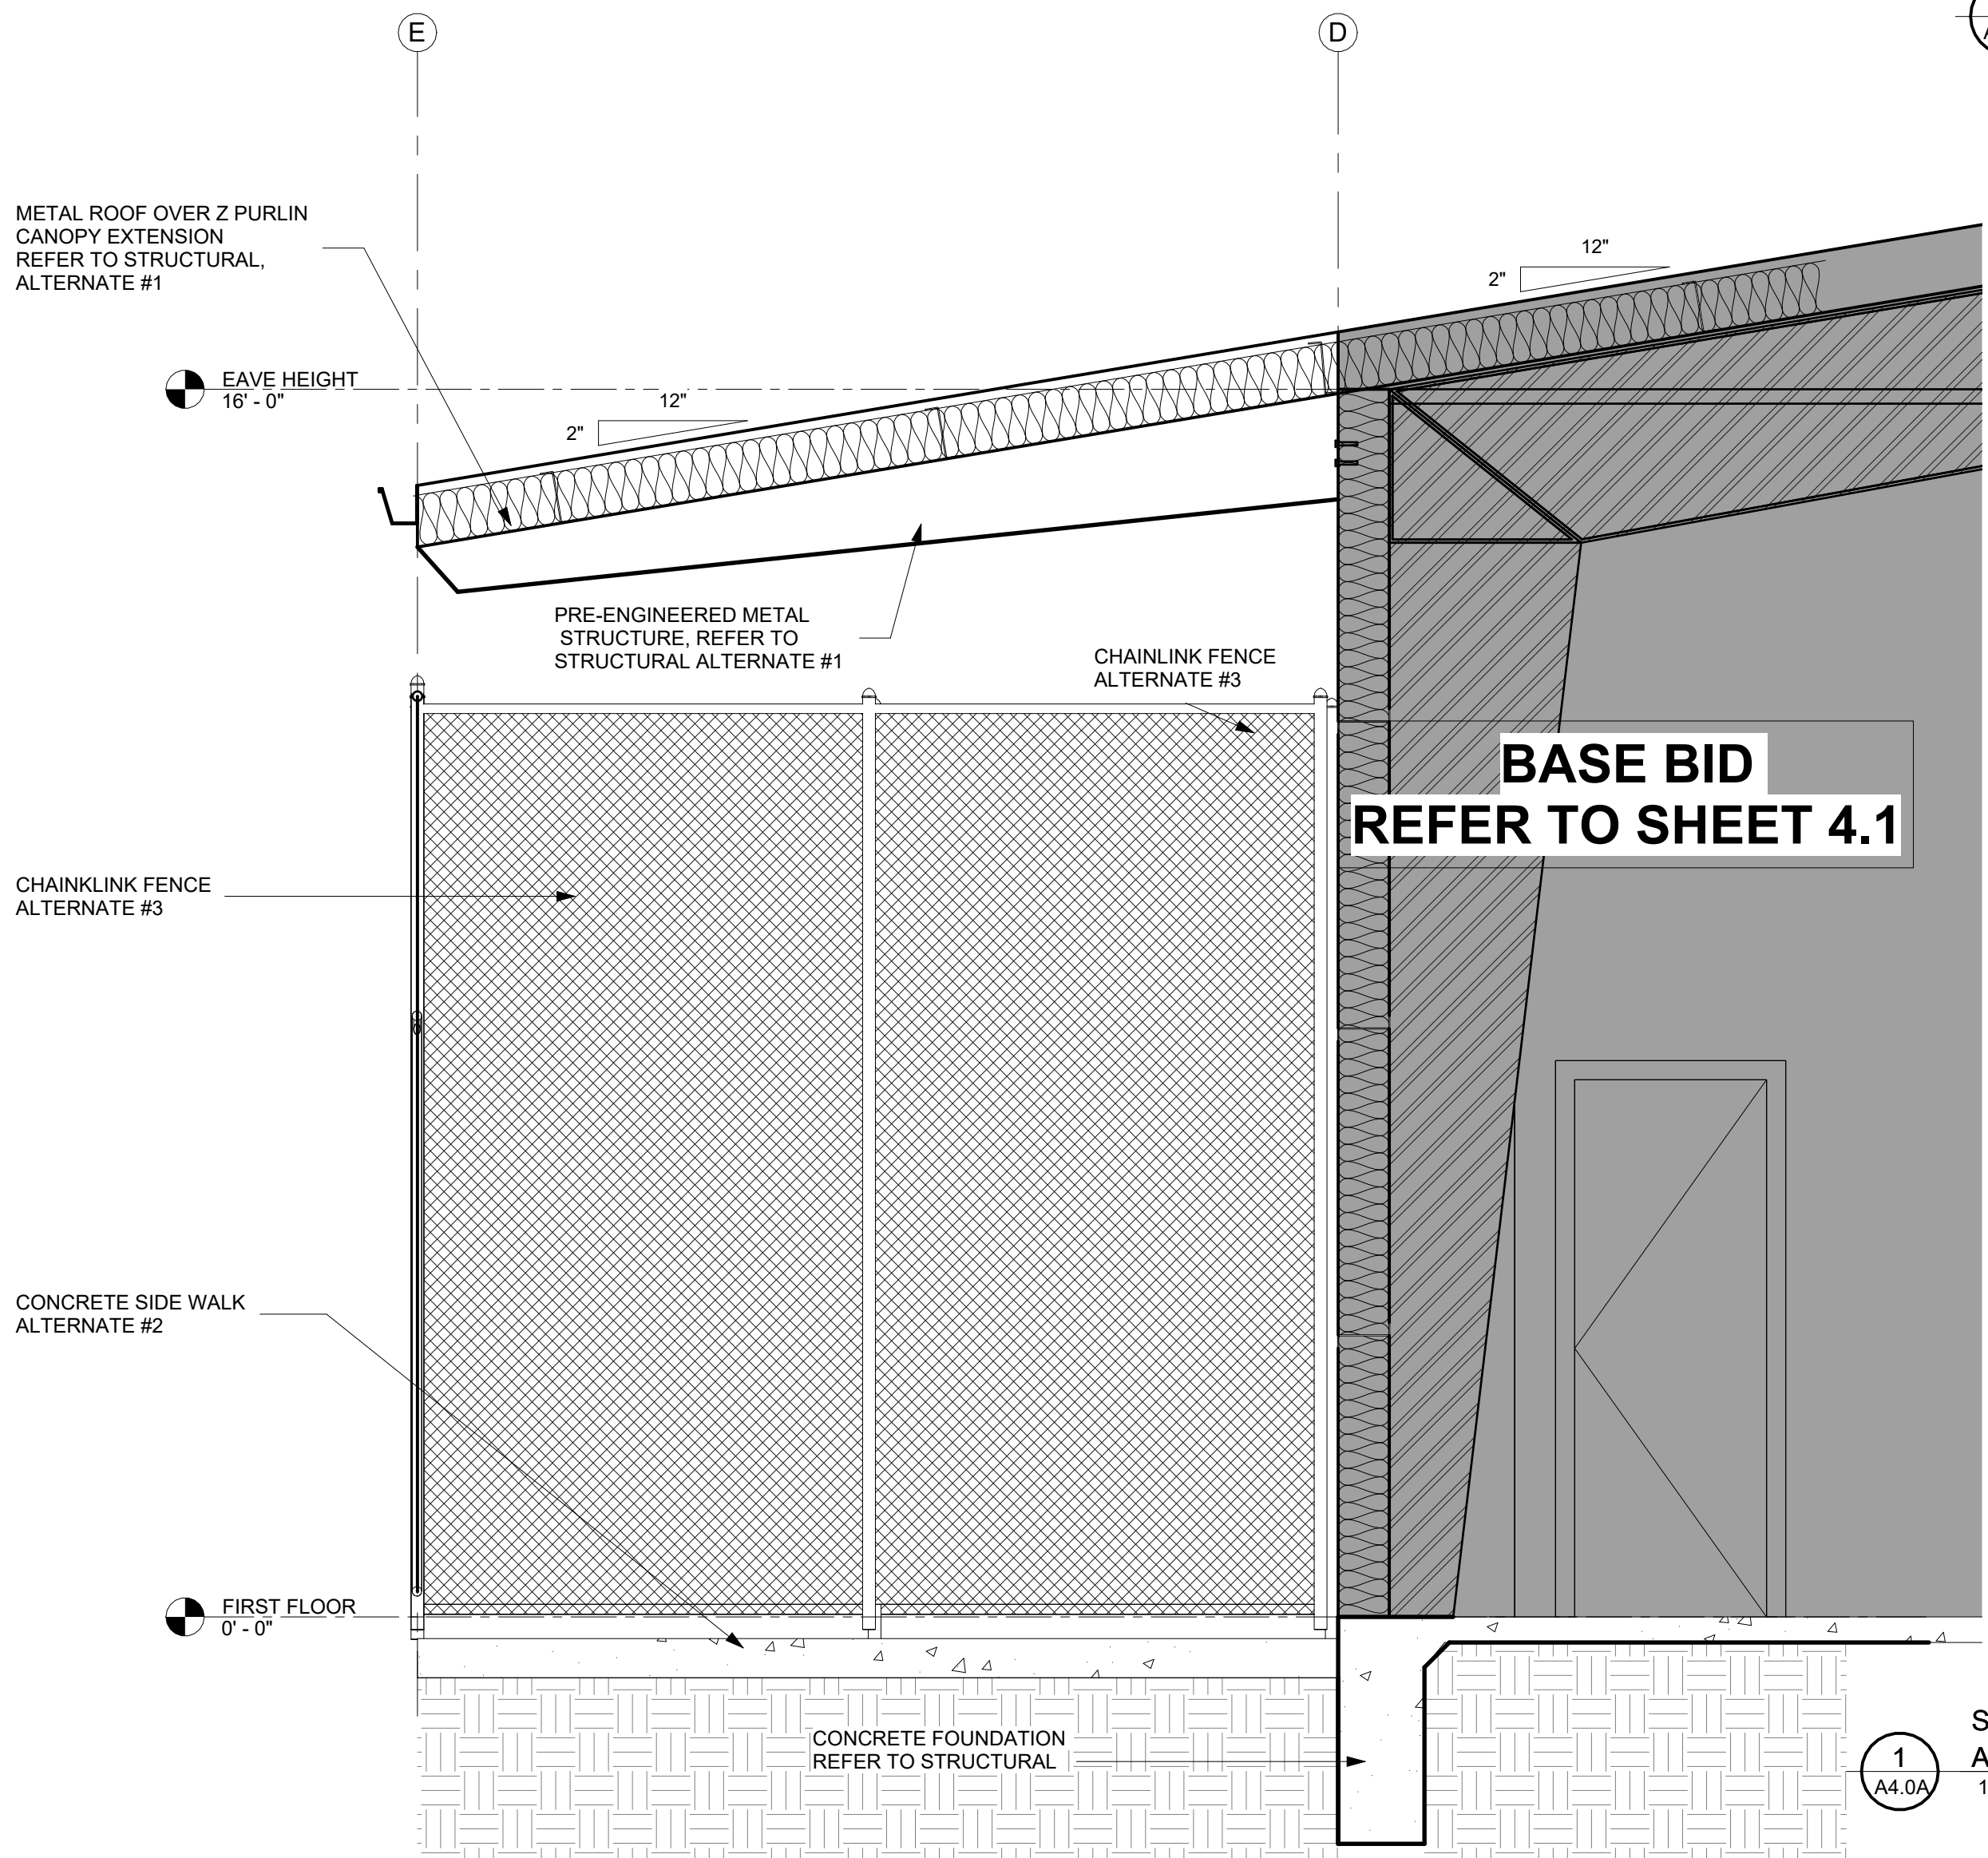 E
D
A
METAL ROOF OVER Z PURLIN
CANOPY EXTENSION
REFER TO STRUCTURAL,
ALTERNATE #1
12"
2"
EAVE HEIGHT
16' - 0"
12"
2"
PRE-ENGINEERED METAL
STRUCTURE, REFER TO
STRUCTURAL ALTERNATE #1
CHAINLINK FENCE
ALTERNATE #3
BASE BID
REFER TO SHEET 4.1
CHAINKLINK FENCE
ALTERNATE #3
CONCRETE SIDE WALK
ALTERNATE #2
FIRST FLOOR
0' - 0"
CONCRETE FOUNDATION
REFER TO STRUCTURAL
1
A4.0A
S
A
1